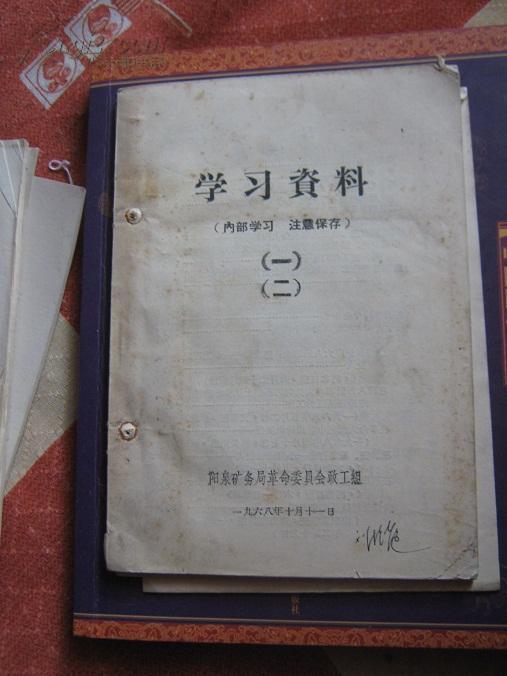 学习資料
（内部学习 注意保存）
（一）
（二）
阳泉矿务局革命委员会政工組
一九六八年十月十一日